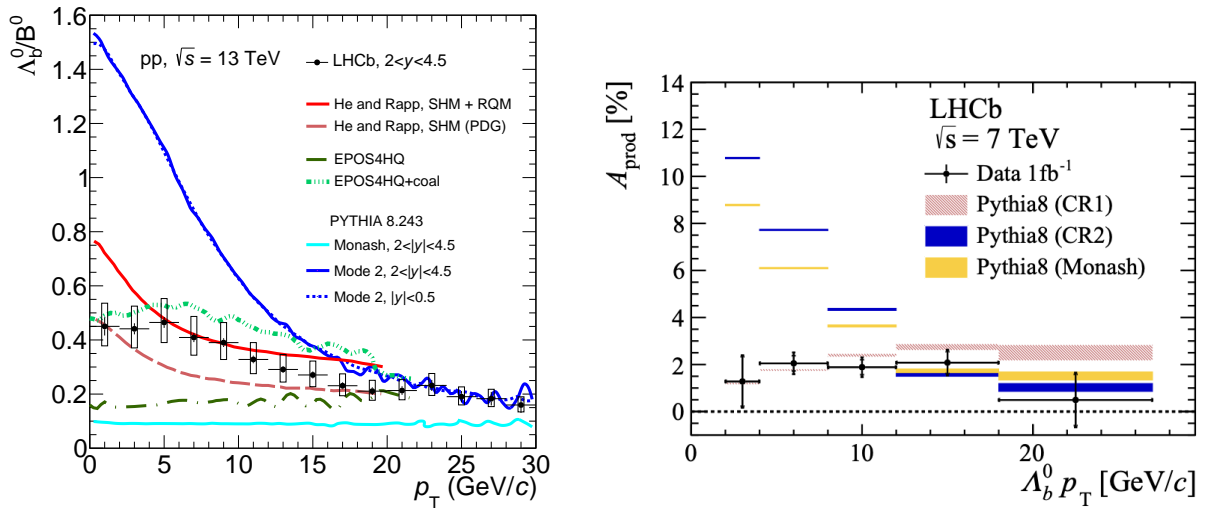 Λ_b^0/B^0
1.6
1.4
1.2
1
0.8
0.6
0.4
0.2
0
pp, √s = 13 TeV
LHCb, 2<y<4.5
He and Rapp, SHM + RQM
He and Rapp, SHM (PDG)
EPOS4HQ
EPOS4HQ+coal
PYTHIA 8.243
Monash, 2<|y|<4.5
Mode 2, 2<|y|<4.5
Mode 2, |y|<0.5
0 5 10 15 20 25 30
p_T (GeV/c)
A_prod [%]
14
12
10
8
6
4
2
0
LHCb
√s = 7 TeV
Data 1fb⁻¹
Pythia8 (CR1)
Pythia8 (CR2)
Pythia8 (Monash)
0 10 20
Λ_b^0 p_T [GeV/c]